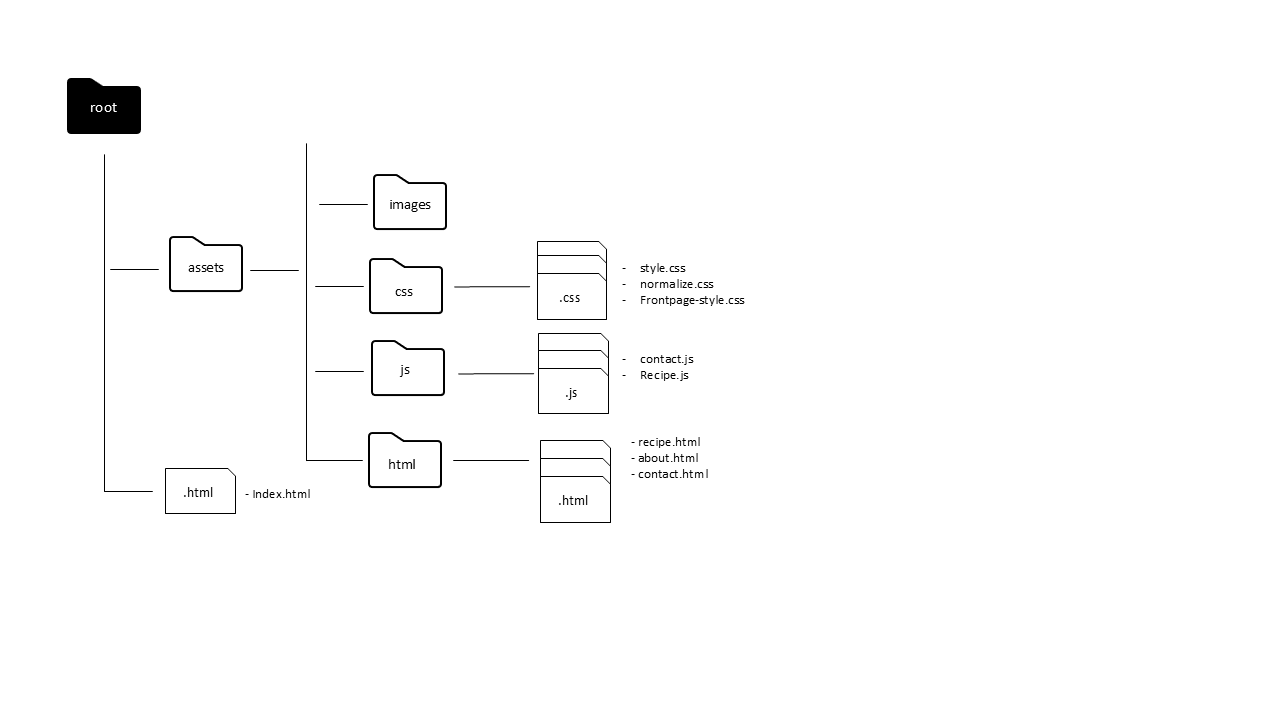 root
images
assets
css
.css
- style.css
- normalize.css
- Frontpage-style.css
js
.js
- contact.js
- Recipe.js
html
.html
- recipe.html
- about.html
- contact.html
.html
- Index.html